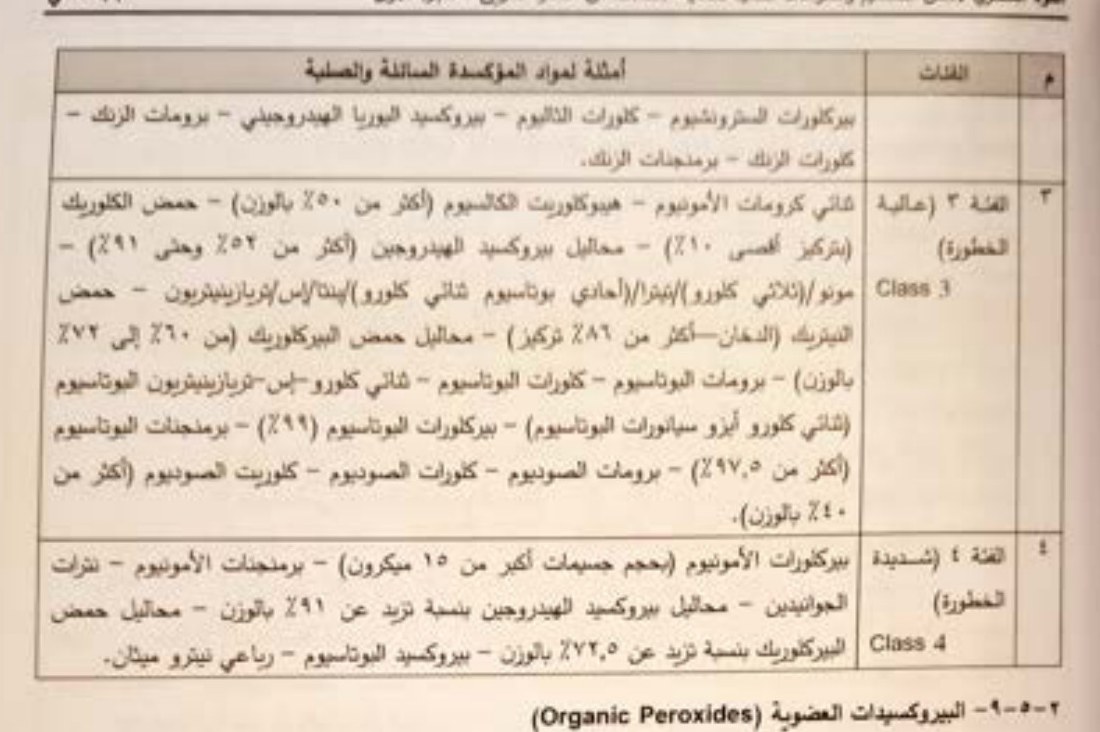 م الفئات أمثلة لمواد المؤكسدة السائلة والصلبة
بيركلورات السترونشيوم – كلورات الثاليوم – بيروكسيد اليوريا الهيدروجيني – برومات الزنك –
كلورات الزنك – برمنجنات الزنك.
٣ الفئة ٣ (عالية ثنائي كرومات الأمونيوم – هيبوكلوريت الكالسيوم (أكثر من ٥٠٪ بالوزن) – حمض الكلوريك
الخطورة) (بتركيز أقصى ١٠٪) – محاليل بيروكسيد الهيدروجين (أكثر من ٥٢٪ وحتى ٩١٪) –
Class 3 مونو/(ثلاثي كلورو)/تيترا/(أحادي بوتاسيوم ثنائي كلورو)/بنتا/إس/تريازينيتريون – حمض
النيتريك (الدخان—أكثر من ٨٦٪ تركيز) – محاليل حمض البيركلوريك (من ٦٠٪ إلى ٧٢٪
بالوزن) – برومات البوتاسيوم – كلورات البوتاسيوم – ثنائي كلورو–إس–تريازينيتريون البوتاسيوم
(ثنائي كلورو أيزو سيانورات البوتاسيوم) – بيركلورات البوتاسيوم (٩٩٪) – برمنجنات البوتاسيوم
(أكثر من ٩٧,٥٪) – برومات الصوديوم – كلورات الصوديوم – كلوريت الصوديوم (أكثر من
٤٠٪ بالوزن).
٤ الفئة ٤ (شديدة بيركلورات الأمونيوم (بحجم جسيمات أكبر من ١٥ ميكرون) – برمنجنات الأمونيوم – نترات
الخطورة) الجوانيدين – محاليل بيروكسيد الهيدروجين بنسبة تزيد عن ٩١٪ بالوزن – محاليل حمض
Class 4 البيركلوريك بنسبة تزيد عن ٧٢,٥٪ بالوزن – بيروكسيد البوتاسيوم – رباعي نيترو ميثان.
٢-٥-٩- البيروكسيدات العضوية (Organic Peroxides)